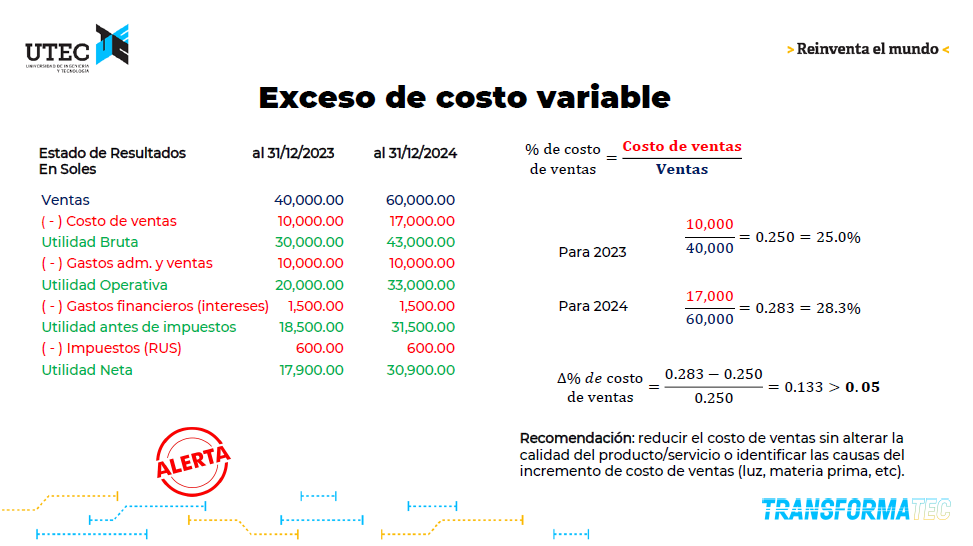 UTEC
UNIVERSIDAD DE INGENIERÍA
Y TECNOLOGÍA
> Reinventa el mundo <
Exceso de costo variable
Estado de Resultados al 31/12/2023 al 31/12/2024
En Soles
Ventas 40,000.00 60,000.00
( - ) Costo de ventas 10,000.00 17,000.00
Utilidad Bruta 30,000.00 43,000.00
( - ) Gastos adm. y ventas 10,000.00 10,000.00
Utilidad Operativa 20,000.00 33,000.00
( - ) Gastos financieros (intereses) 1,500.00 1,500.00
Utilidad antes de impuestos 18,500.00 31,500.00
( - ) Impuestos (RUS) 600.00 600.00
Utilidad Neta 17,900.00 30,900.00
ALERTA
% de costo
de ventas
=
Costo de ventas
Ventas
Para 2023
10,000
40,000
= 0.250 = 25.0%
Para 2024
17,000
60,000
= 0.283 = 28.3%
Δ% de costo
de ventas
=
0.283 − 0.250
0.250
= 0.133 > 0.05
Recomendación: reducir el costo de ventas sin alterar la
calidad del producto/servicio o identificar las causas del
incremento de costo de ventas (luz, materia prima, etc).
TRANSFORMATEC